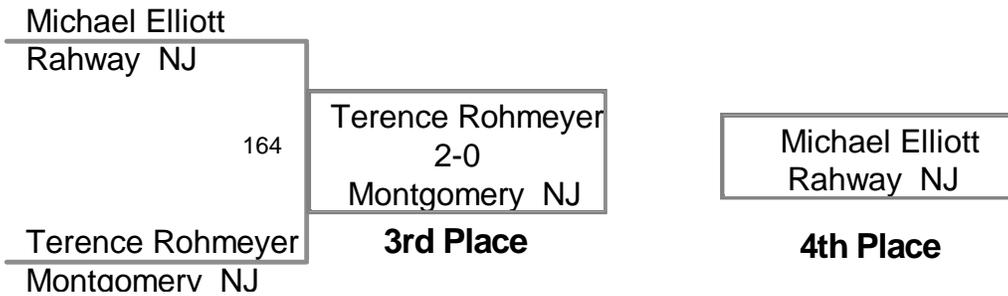 Michael Elliott
Rahway NJ
164
Terence Rohmeyer
2-0
Montgomery NJ
3rd Place
Michael Elliott
Rahway NJ
4th Place
Terence Rohmeyer
Montgomery NJ